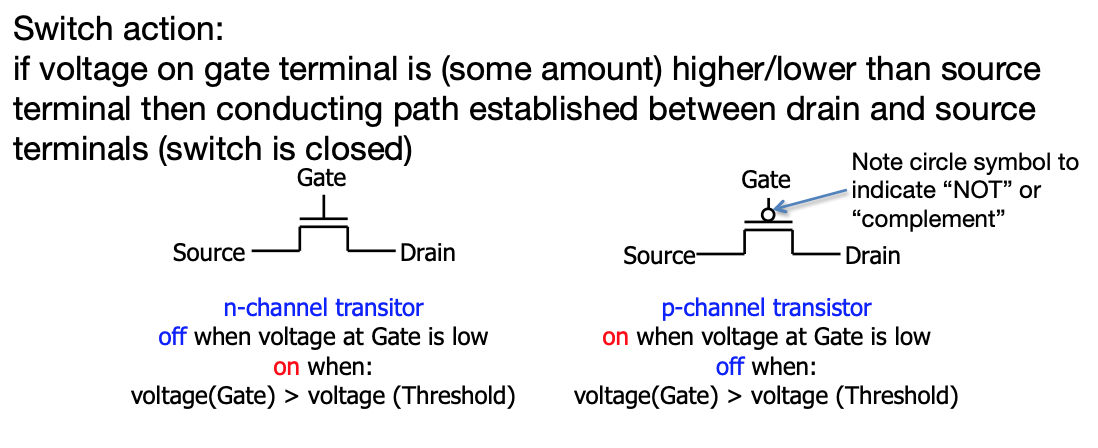 Switch action:
if voltage on gate terminal is (some amount) higher/lower than source
terminal then conducting path established between drain and source
terminals (switch is closed)
Gate
Source
Drain
n-channel transitor
off when voltage at Gate is low
on when:
voltage(Gate) > voltage (Threshold)
Note circle symbol to
indicate “NOT” or
“complement”
Gate
Source
Drain
p-channel transistor
on when voltage at Gate is low
off when:
voltage(Gate) > voltage (Threshold)